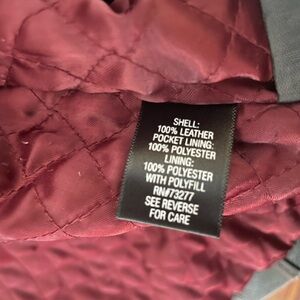 SHELL:
100% LEATHER
POCKET LINING:
100% POLYESTER
LINING:
100% POLYESTER
WITH POLYFILL
RN#73277
SEE REVERSE
FOR CARE